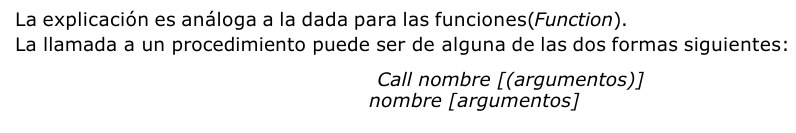 La explicación es análoga a la dada para las funciones(Function).
La llamada a un procedimiento puede ser de alguna de las dos formas siguientes:
Call nombre [(argumentos)]
nombre [argumentos]